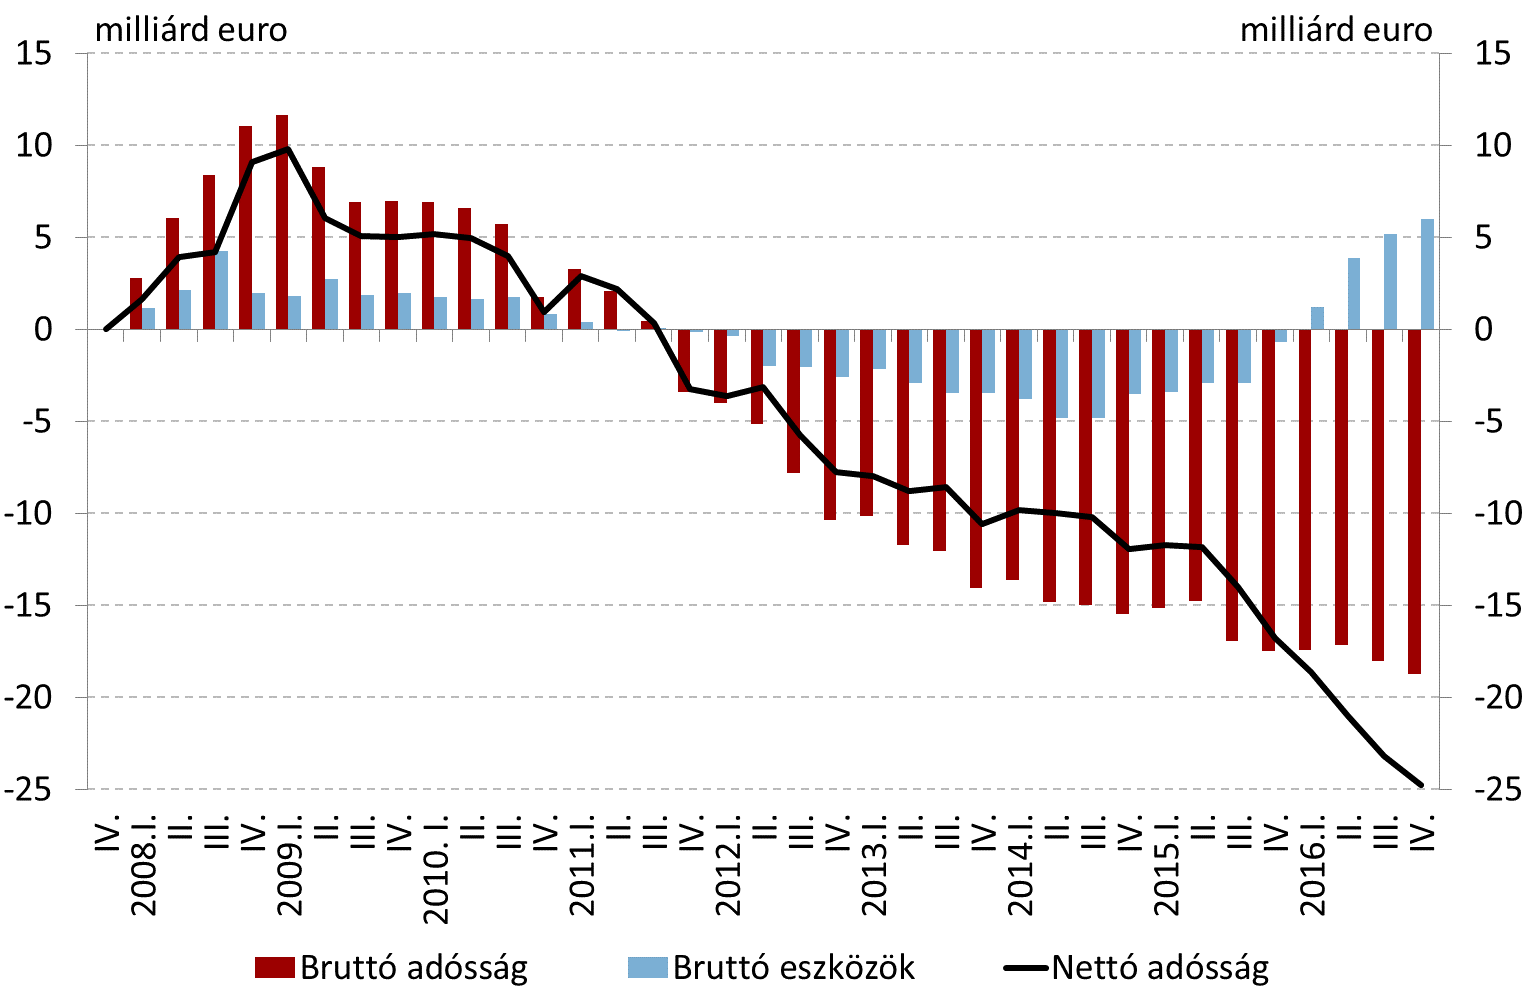 milliárd euro
milliárd euro
15
10
5
0
-5
-10
-15
-20
-25
15
10
5
0
-5
-10
-15
-20
-25
IV.
2008.I.
II.
III.
IV.
2009.I.
II.
III.
IV.
2010. I.
II.
III.
IV.
2011.I.
II.
III.
IV.
2012.I.
II.
III.
IV.
2013.I.
II.
III.
IV.
2014.I.
II.
III.
IV.
2015.I.
II.
III.
IV.
2016.I.
II.
III.
IV.
Bruttó adósság
Bruttó eszközök
Nettó adósság